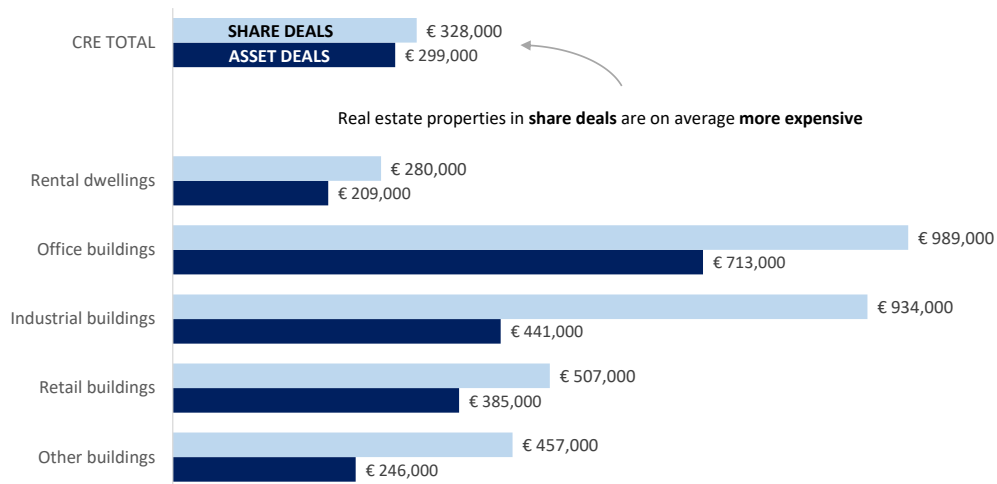 CRE TOTAL
SHARE DEALS
€ 328,000
ASSET DEALS
€ 299,000
Real estate properties in share deals are on average more expensive
Rental dwellings
€ 280,000
€ 209,000
Office buildings
€ 989,000
€ 713,000
Industrial buildings
€ 934,000
€ 441,000
Retail buildings
€ 507,000
€ 385,000
Other buildings
€ 457,000
€ 246,000